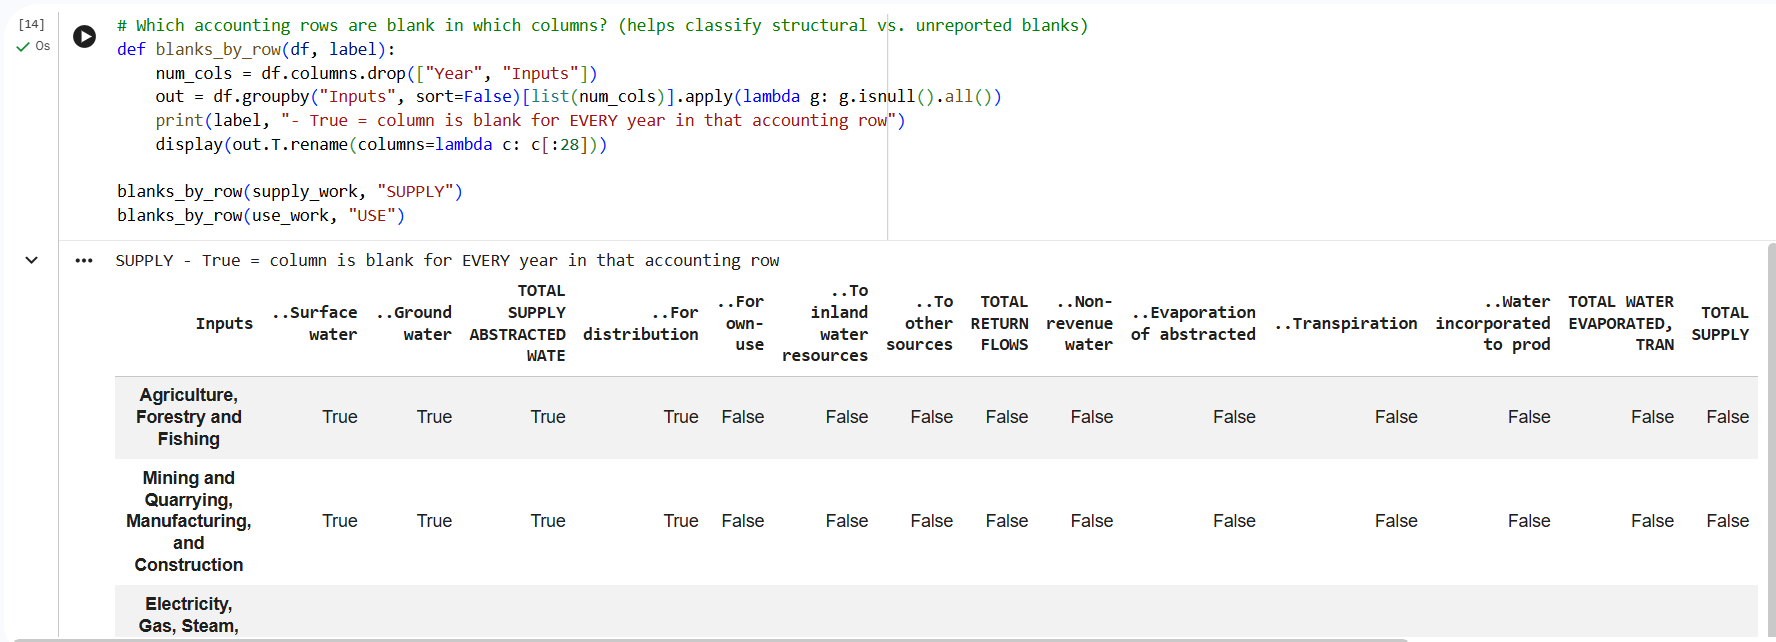 [14]
0s
# Which accounting rows are blank in which columns? (helps classify structural vs. unreported blanks)
def blanks_by_row(df, label):
    num_cols = df.columns.drop(["Year", "Inputs"])
    out = df.groupby("Inputs", sort=False)[list(num_cols)].apply(lambda g: g.isnull().all())
    print(label, "- True = column is blank for EVERY year in that accounting row")
    display(out.T.rename(columns=lambda c: c[:28]))
blanks_by_row(supply_work, "SUPPLY")
blanks_by_row(use_work, "USE")
SUPPLY - True = column is blank for EVERY year in that accounting row
Inputs ..Surface water ..Ground water TOTAL SUPPLY ABSTRACTED WATE ..For distribution ..For own-use ..To inland water resources ..To other sources TOTAL RETURN FLOWS ..Non-revenue water ..Evaporation of abstracted ..Transpiration ..Water incorporated to prod TOTAL WATER EVAPORATED, TRAN TOTAL SUPPLY
Agriculture, Forestry and Fishing True True True True False False False False False False False False False False
Mining and Quarrying, Manufacturing, and Construction True True True True False False False False False False False False False False
Electricity,
Gas, Steam,